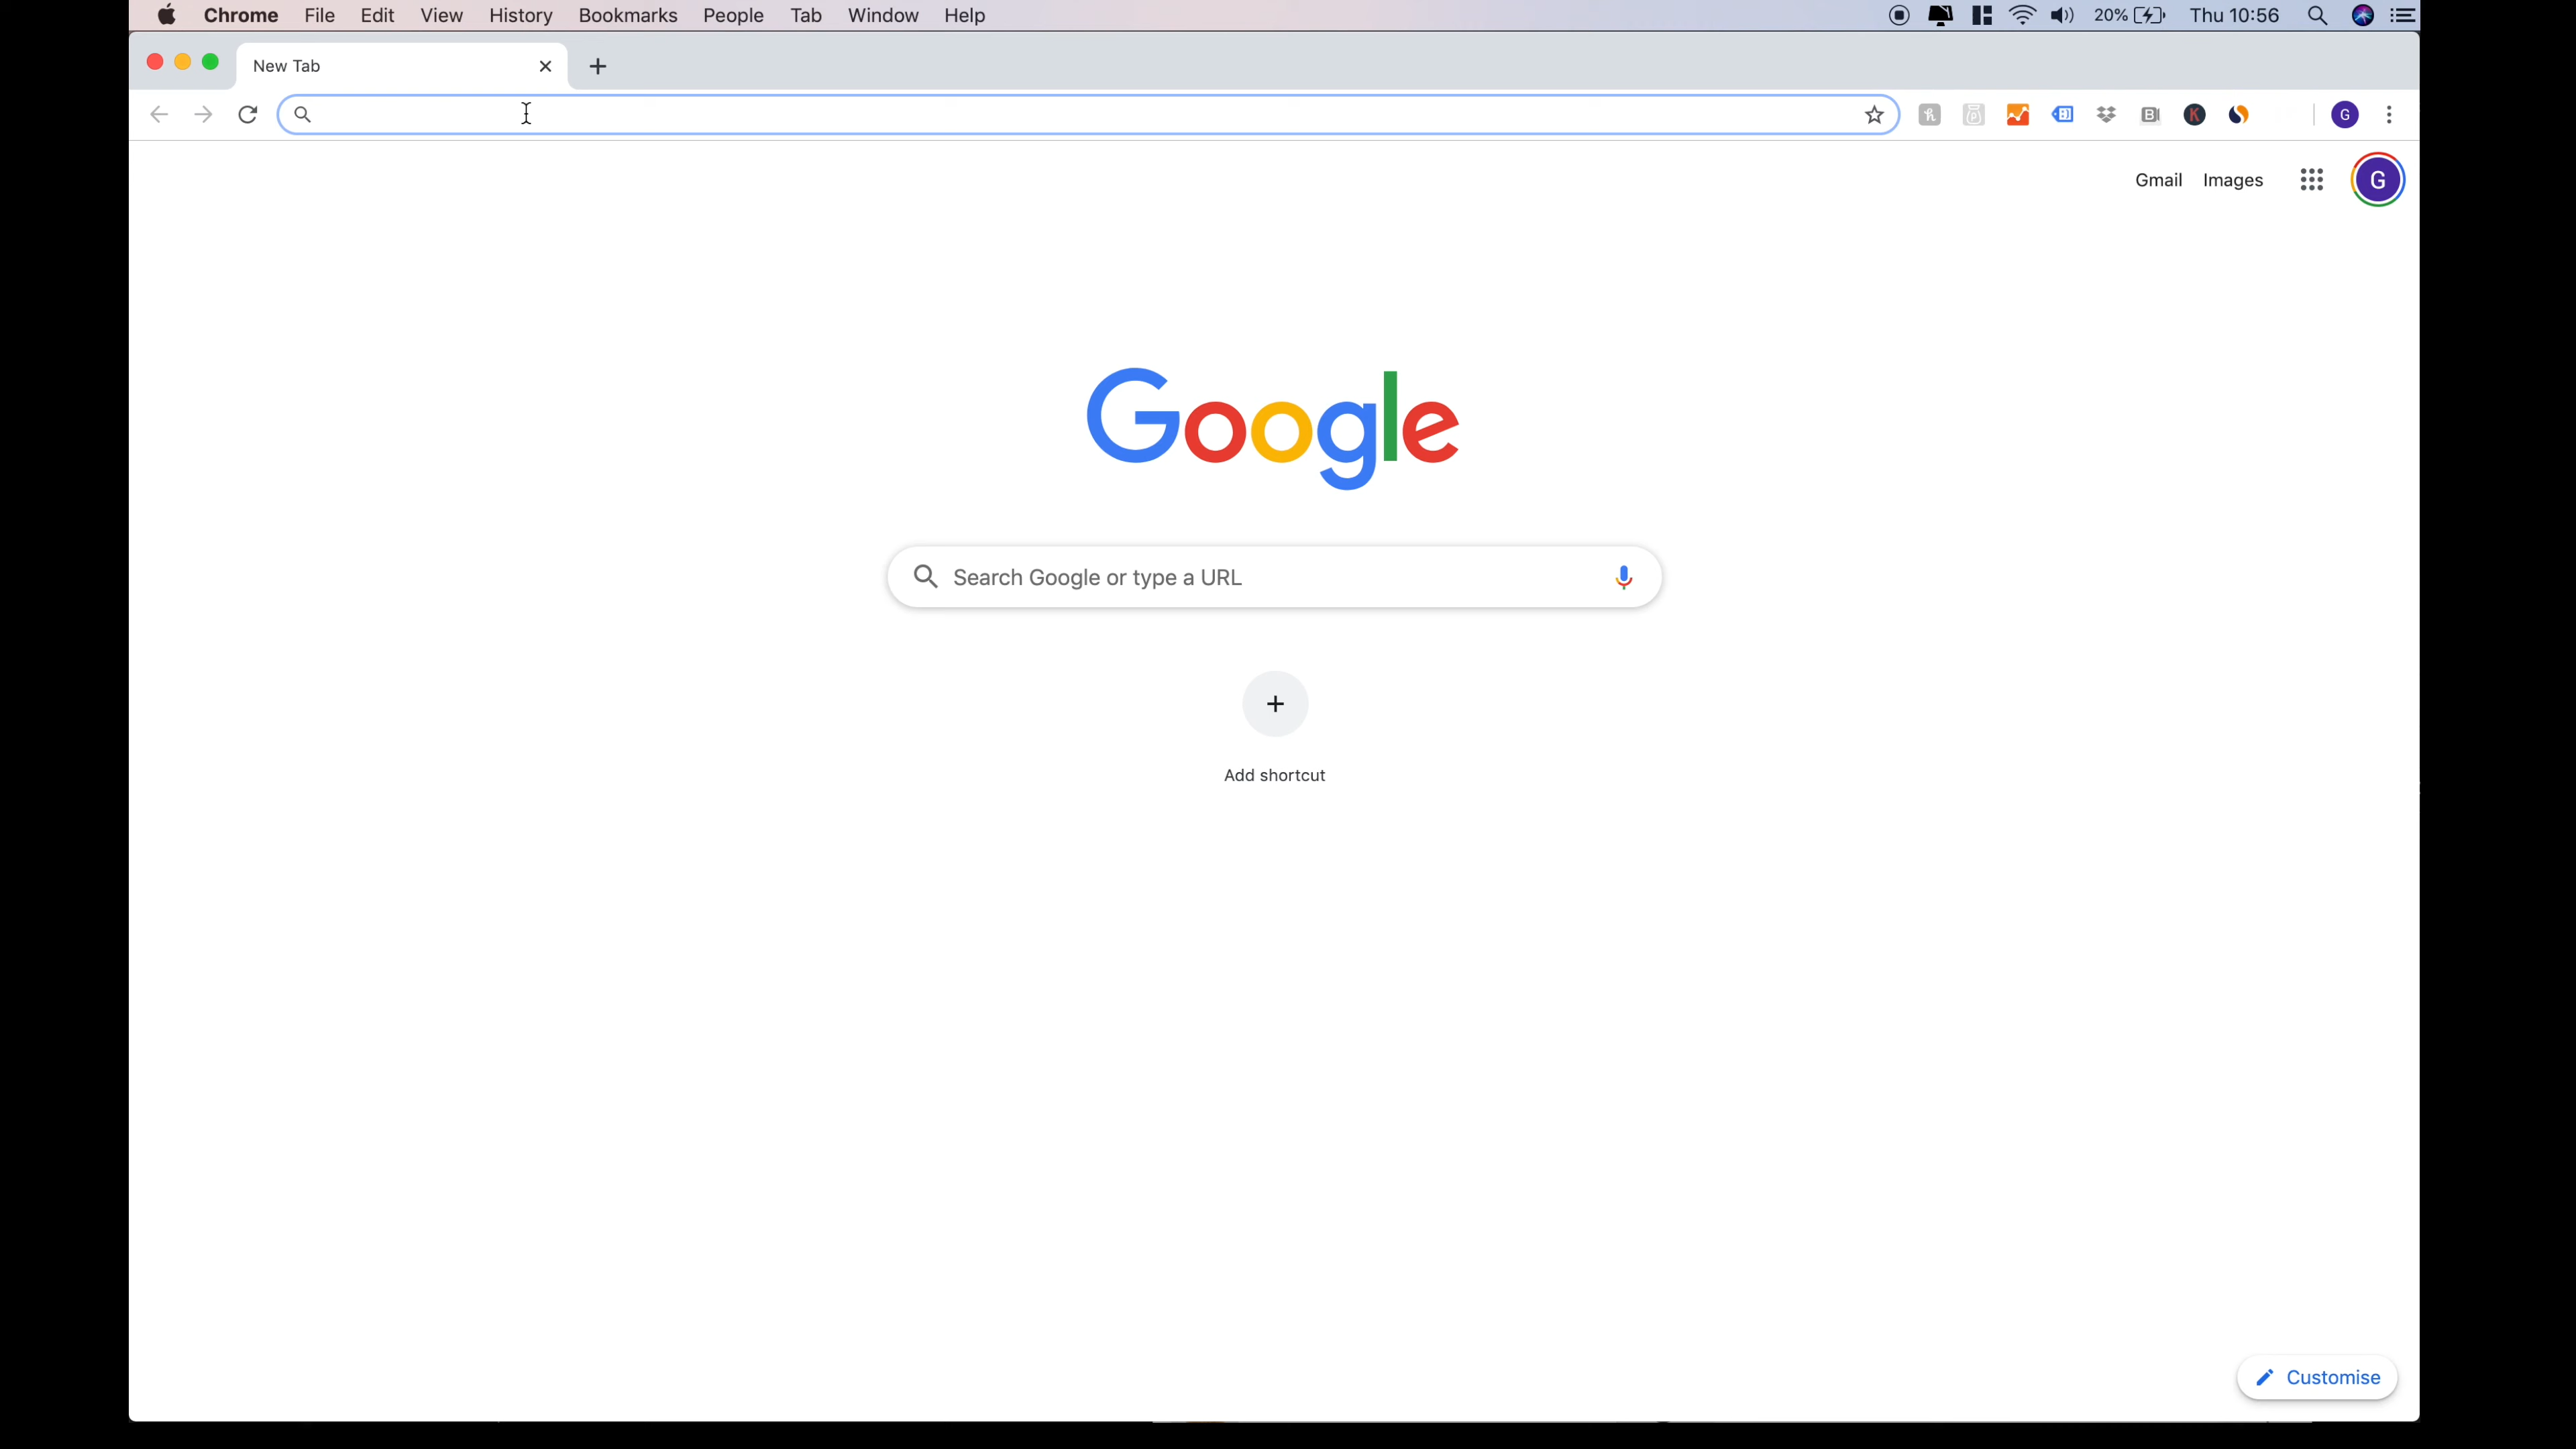 Chrome File Edit View History Bookmarks People Tab Window Help 20% Thu 10:56
New Tab
G
Gmail Images G
Google
Search Google or type a URL
Add shortcut
Customise